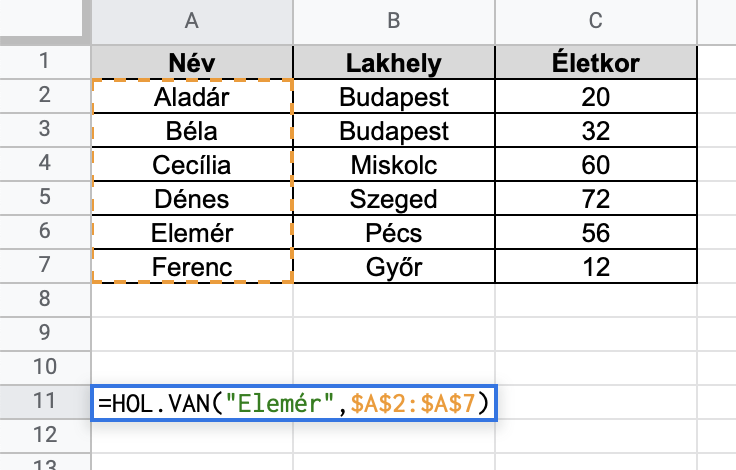 A B C
1 Név Lakhely Életkor
2 Aladár Budapest 20
3 Béla Budapest 32
4 Cecília Miskolc 60
5 Dénes Szeged 72
6 Elemér Pécs 56
7 Ferenc Győr 12
8
9
10
11 =HOL.VAN("Elemér",$A$2:$A$7)
12
13